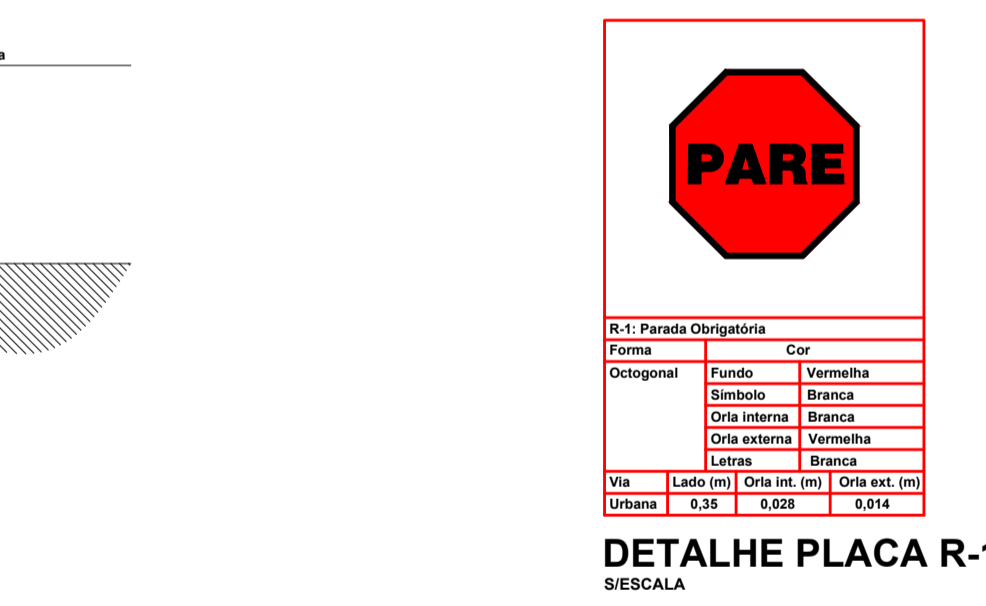 a
PARE
R-1: Parada Obrigatória
Forma Cor
Octogonal Fundo Vermelha
Símbolo Branca
Orla interna Branca
Orla externa Vermelha
Letras Branca
Via Lado (m) Orla int. (m) Orla ext. (m)
Urbana 0,35 0,028 0,014
DETALHE PLACA R-1
S/ESCALA